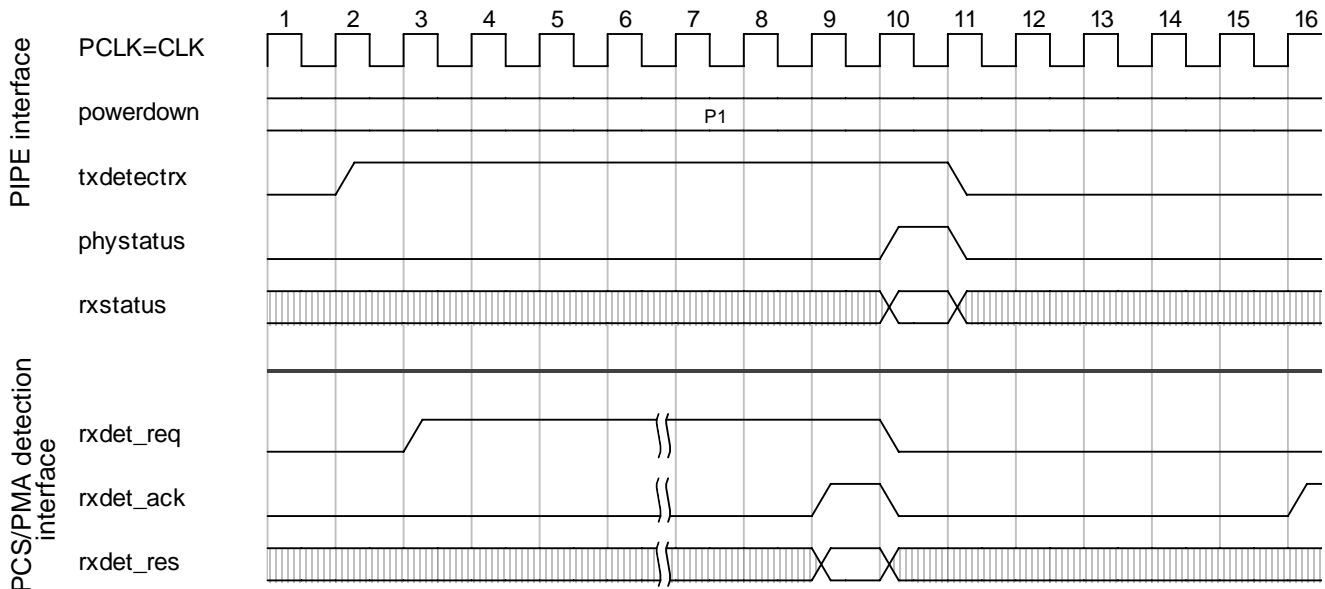 1 2 3 4 5 6 7 8 9 10 11 12 13 14 15 16
PIPE interface
PCLK=CLK
powerdown
P1
txdetectrx
phystatus
rxstatus
PCS/PMA detection
interface
rxdet_req
rxdet_ack
rxdet_res